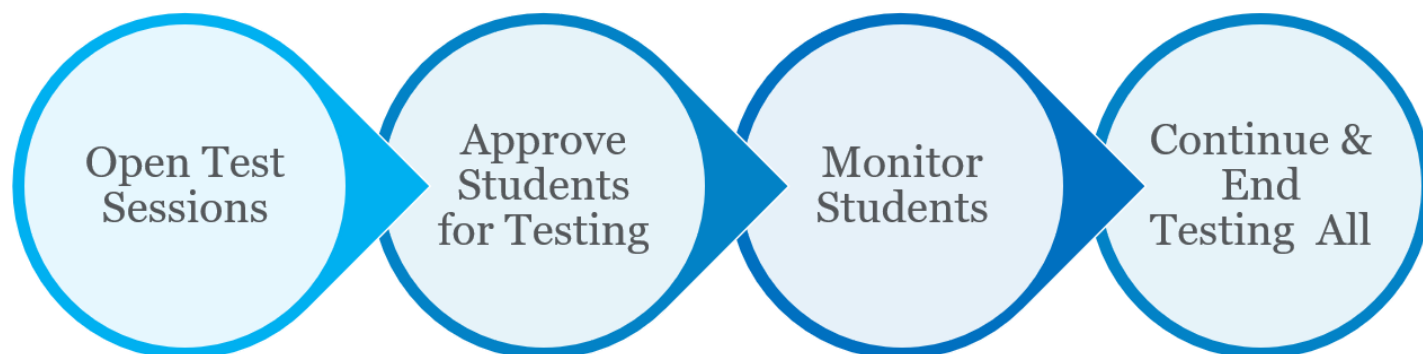 Open Test
Sessions
Approve
Students
for Testing
Monitor
Students
Continue &
End
Testing  All